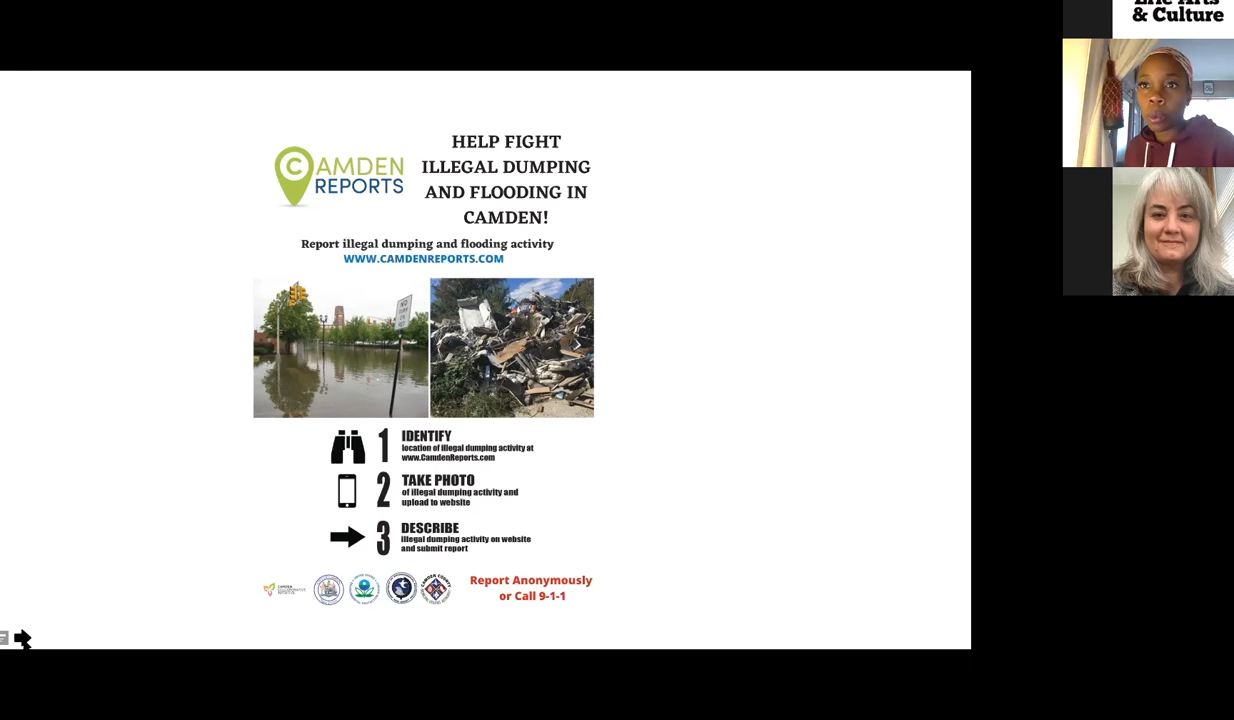 Erie Arts
& Culture
CAMDEN
REPORTS
HELP FIGHT
ILLEGAL DUMPING
AND FLOODING IN
CAMDEN!
Report illegal dumping and flooding activity
WWW.CAMDENREPORTS.COM
1 IDENTIFY
location of illegal dumping activity at
www.CamdenReports.com
2 TAKE PHOTO
of illegal dumping activity and
upload to website
3 DESCRIBE
illegal dumping activity on website
and submit report
Report Anonymously
or Call 9-1-1